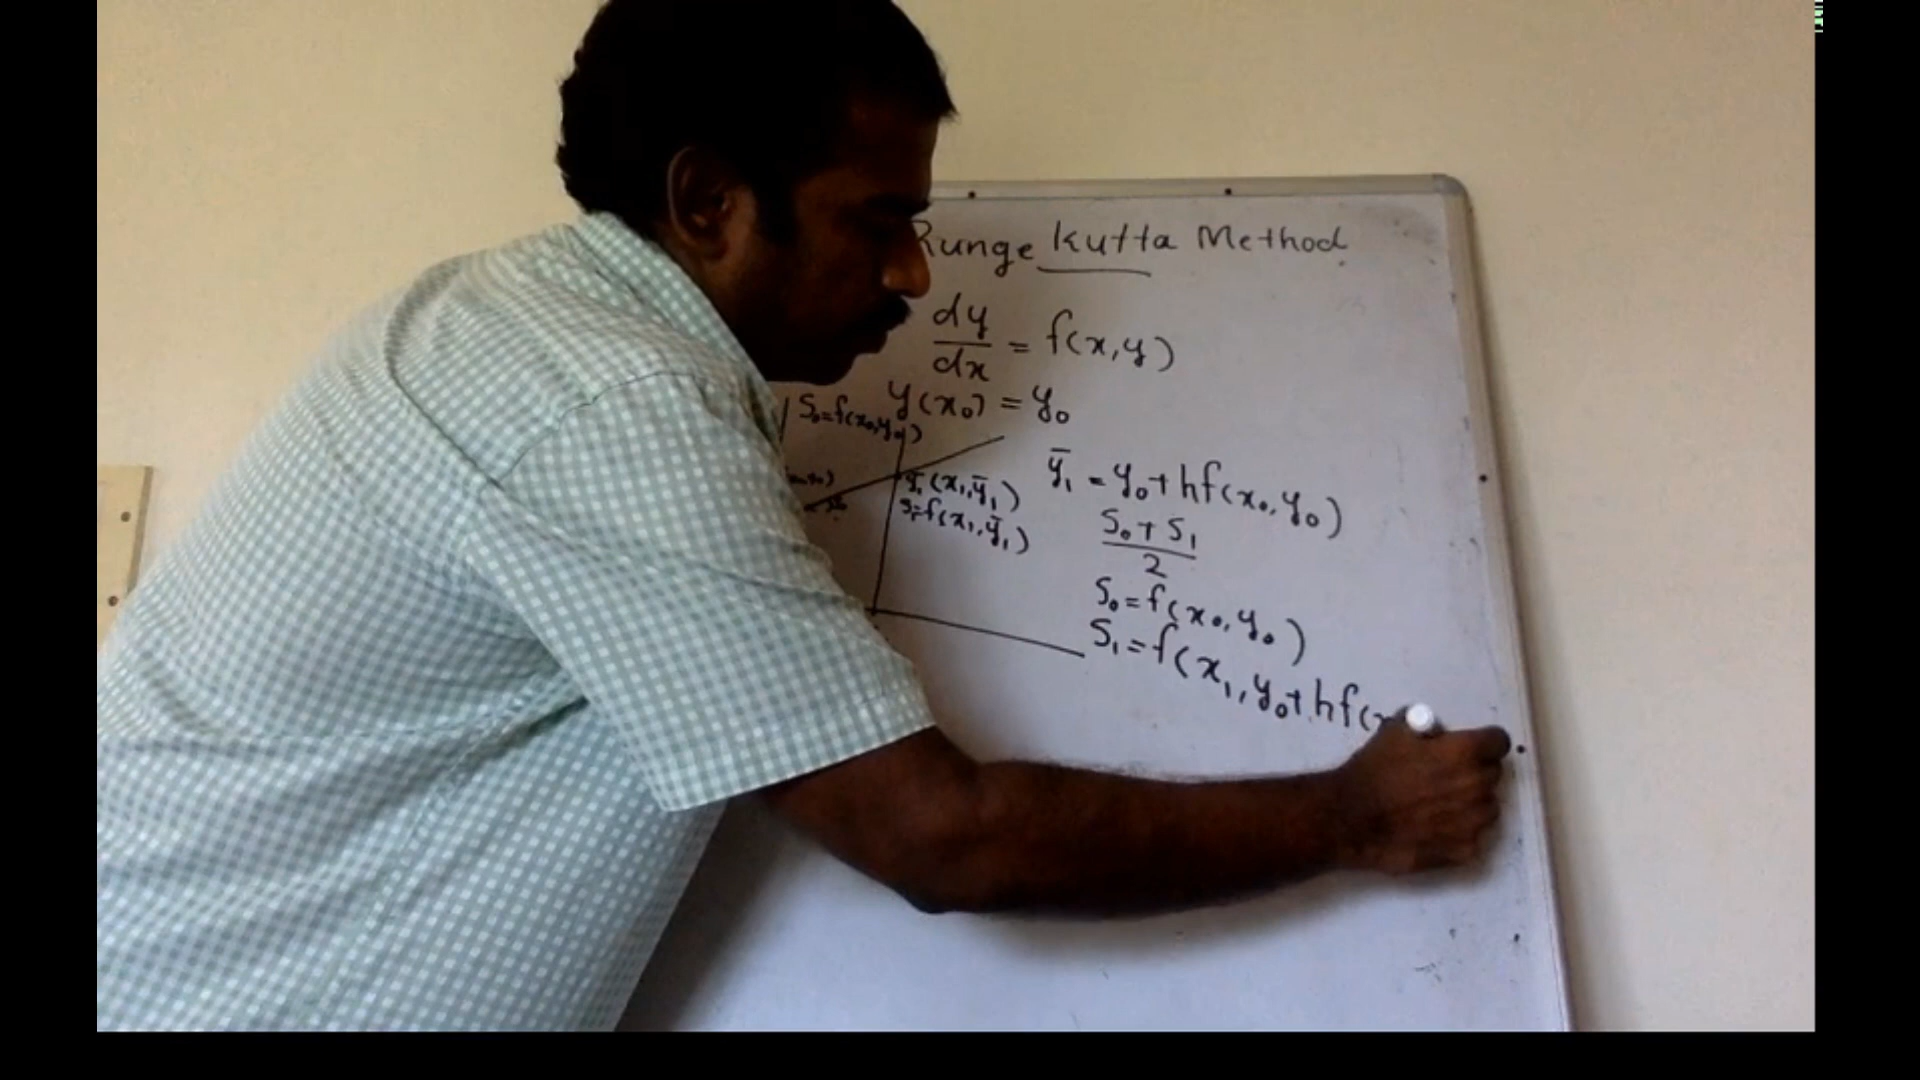 Runge Kutta Method
dy/dx = f(x,y)
y(x₀) = y₀
S₀=f(x₀,y₀)
ȳ₁ = y₀+hf(x₀,y₀)
(x₁,ȳ₁)
S₁=f(x₁,ȳ₁)
S₀+S₁/2
S₀=f(x₀,y₀)
S₁=f(x₁,y₀+hf(x